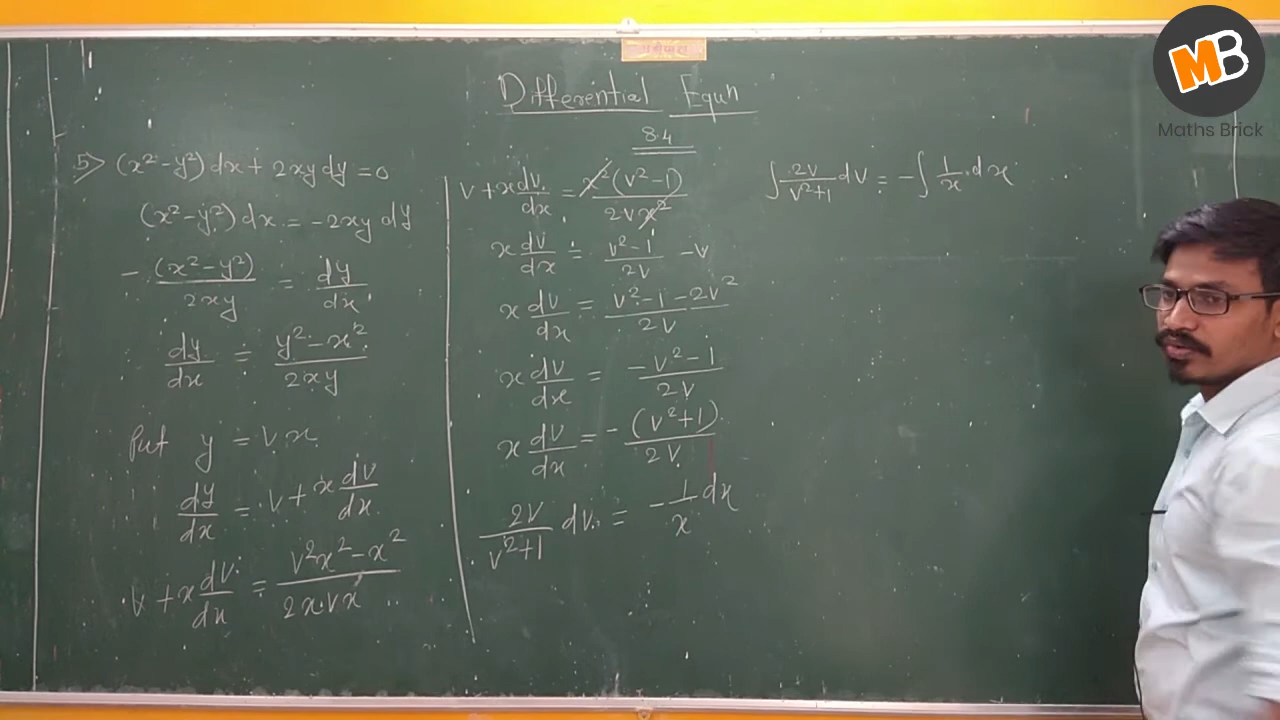 MB
Maths Brick
Differential Equn
8.4
5> (x²-y²)dx + 2xy dy = 0
(x²-y²)dx = -2xy dy
- (x²-y²)/2xy = dy/dx
dy/dx = y²-x²/2xy
Put y = vx
dy/dx = v + x dv/dx
v + x dv/dx = v²x²-x²/2x.vx
v + x dv/dx = x²(v²-1)/2vx²
x dv/dx = v²-1/2v - v
x dv/dx = v²-1-2v²/2v
x dv/dx = -v²-1/2v
x dv/dx = - (v²+1)/2v
2v/v²+1 dv = - 1/x dx
∫ 2v/v²+1 dv = - ∫ 1/x dx